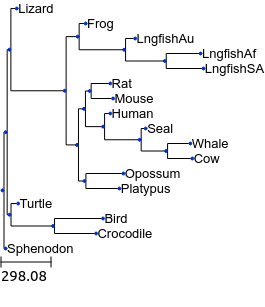 Lizard
Frog
LngfishAu
LngfishAf
LngfishSA
Rat
Mouse
Human
Seal
Whale
Cow
Opossum
Platypus
Turtle
Bird
Crocodile
Sphenodon
298.08